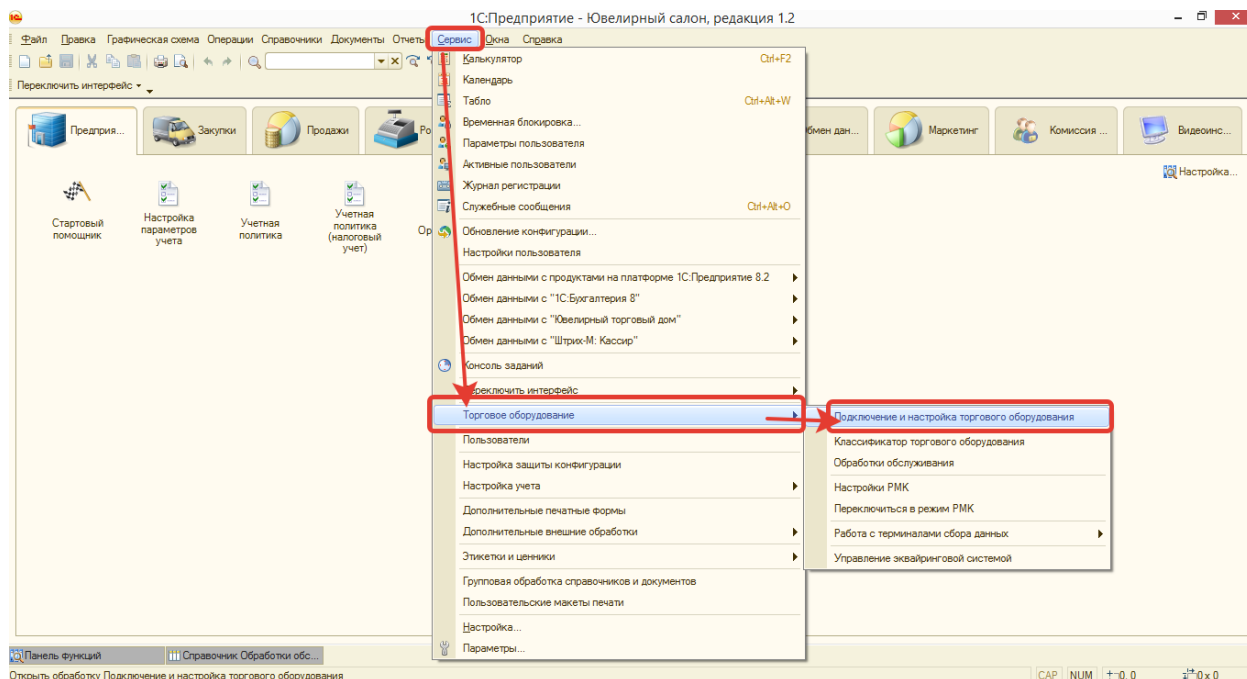 1С:Предприятие - Ювелирный салон, редакция 1.2
Файл Правка Графическая схема Операции Справочники Документы Отчеты Сервис Окна Справка
Переключить интерфейс
Предприя... Закупки Продажи Маркетинг Комиссия ... Видеоинс...
Настройка...
Стартовый помощник
Настройка параметров учета
Учетная политика
Учетная политика (налоговый учет)
Калькулятор Ctrl+F2
Календарь
Табло Ctrl+Alt+W
Временная блокировка...
Параметры пользователя
Активные пользователи
Журнал регистрации
Служебные сообщения Ctrl+Alt+O
Обновление конфигурации...
Настройки пользователя
Обмен данными с продуктами на платформе 1С:Предприятие 8.2
Обмен данными с "1С:Бухгалтерия 8"
Обмен данными с "Ювелирный торговый дом"
Обмен данными с "Штрих-М: Кассир"
Консоль заданий
Переключить интерфейс
Торговое оборудование
Пользователи
Настройка защиты конфигурации
Настройка учета
Дополнительные печатные формы
Дополнительные внешние обработки
Этикетки и ценники
Групповая обработка справочников и документов
Пользовательские макеты печати
Настройка...
Параметры...
Подключение и настройка торгового оборудования
Классификатор торгового оборудования
Обработки обслуживания
Настройки РМК
Переключиться в режим РМК
Работа с терминалами сбора данных
Управление эквайринговой системой
Панель функций Справочник Обработки обс...
Открыть обработку Подключение и настройка торгового оборудования CAP NUM 0, 0 0 x 0